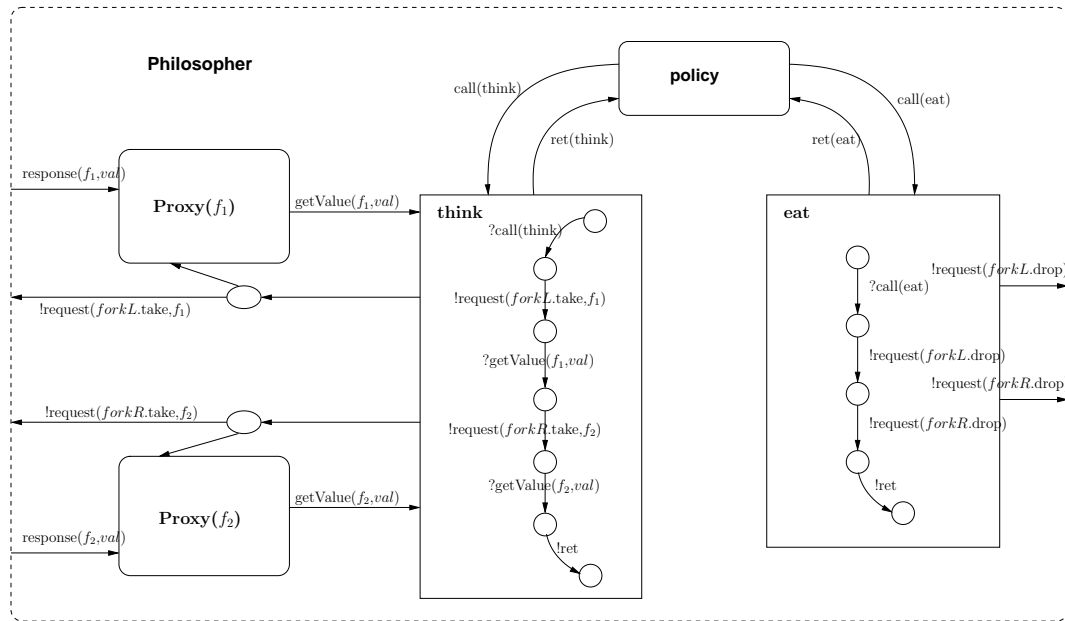 Philosopher
policy
call(think)
call(eat)
ret(think)
ret(eat)
response(f1,val)
Proxy(f1)
getValue(f1,val)
!request(forkL.take,f1)
!request(forkR.take,f2)
Proxy(f2)
getValue(f2,val)
response(f2,val)
think
?call(think)
!request(forkL.take,f1)
?getValue(f1,val)
!request(forkR.take,f2)
?getValue(f2,val)
!ret
eat
?call(eat)
!request(forkL.drop)
!request(forkR.drop)
!ret
!request(forkL.drop)
!request(forkR.drop)